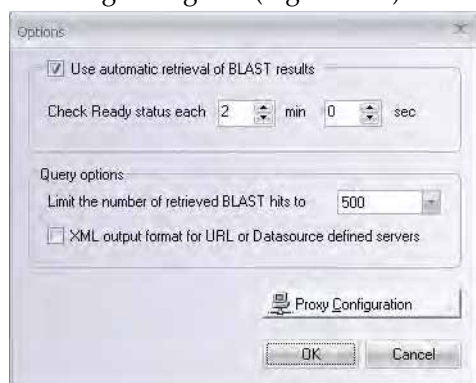 Options
Use automatic retrieval of BLAST results
Check Ready status each 2 min 0 sec
Query options
Limit the number of retrieved BLAST hits to 500
XML output format for URL or Datasource defined servers
Proxy Configuration
OK Cancel